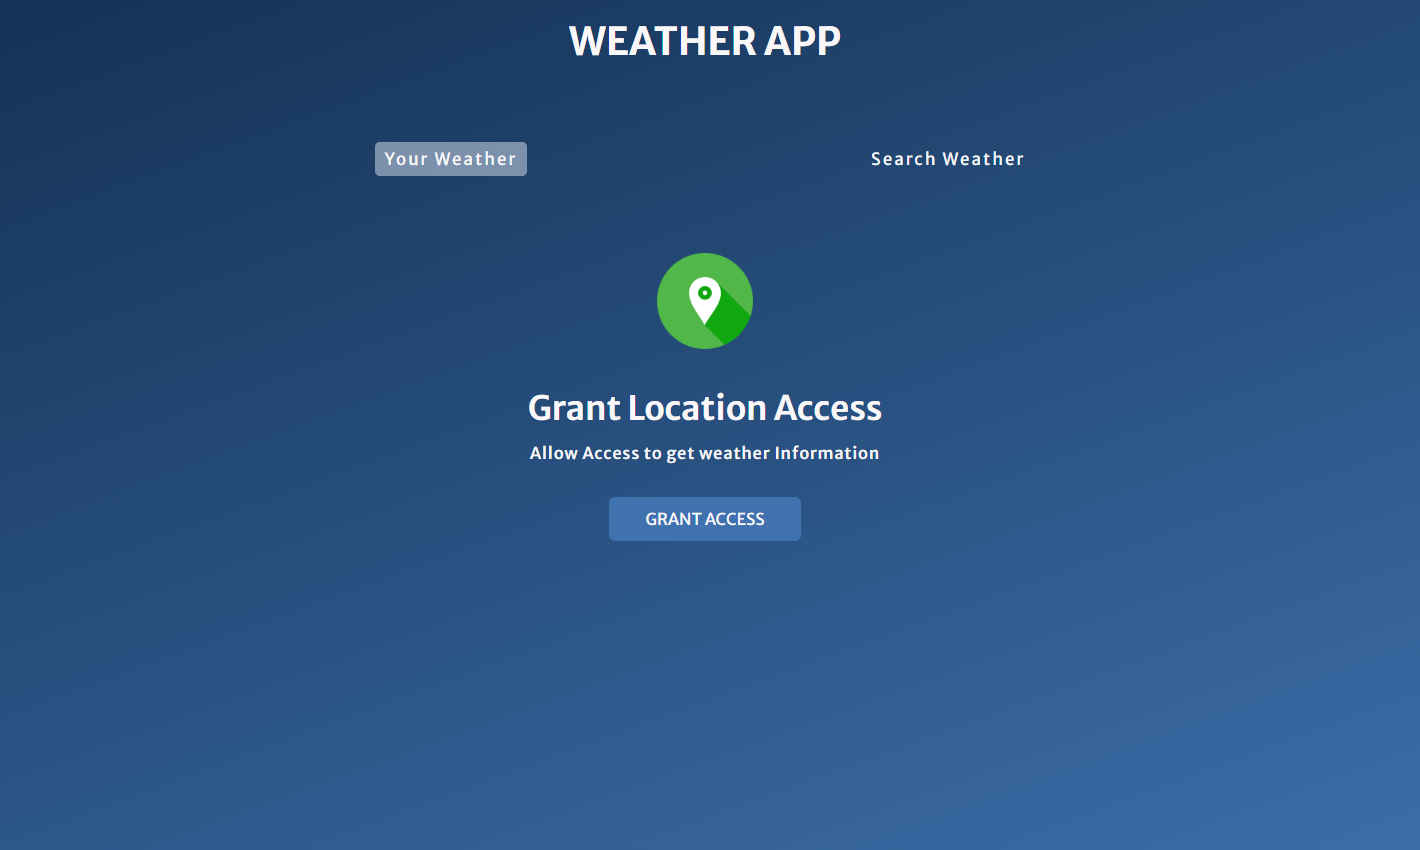 WEATHER APP
Your Weather
Search Weather
Grant Location Access
Allow Access to get weather Information
GRANT ACCESS